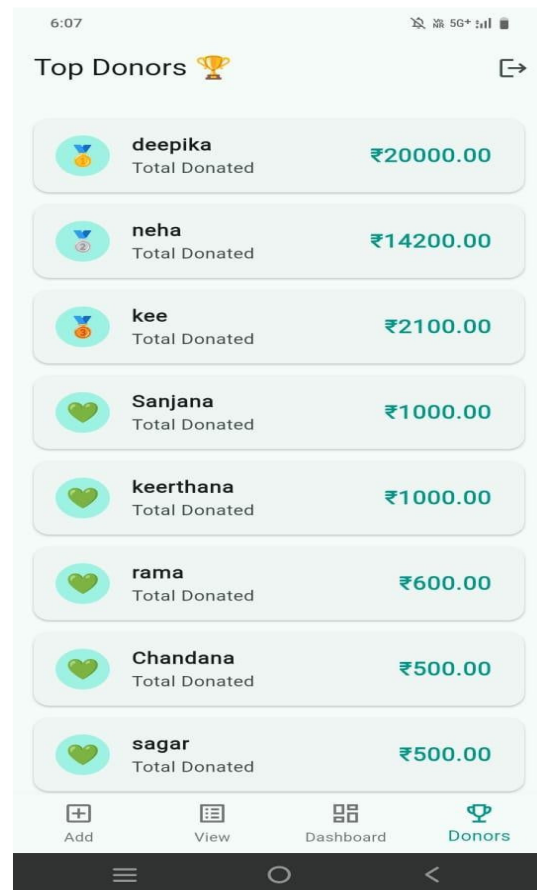 6:07
5G+
Top Donors 🏆
deepika
Total Donated
₹20000.00
neha
Total Donated
₹14200.00
kee
Total Donated
₹2100.00
Sanjana
Total Donated
₹1000.00
keerthana
Total Donated
₹1000.00
rama
Total Donated
₹600.00
Chandana
Total Donated
₹500.00
sagar
Total Donated
₹500.00
Add
View
Dashboard
Donors